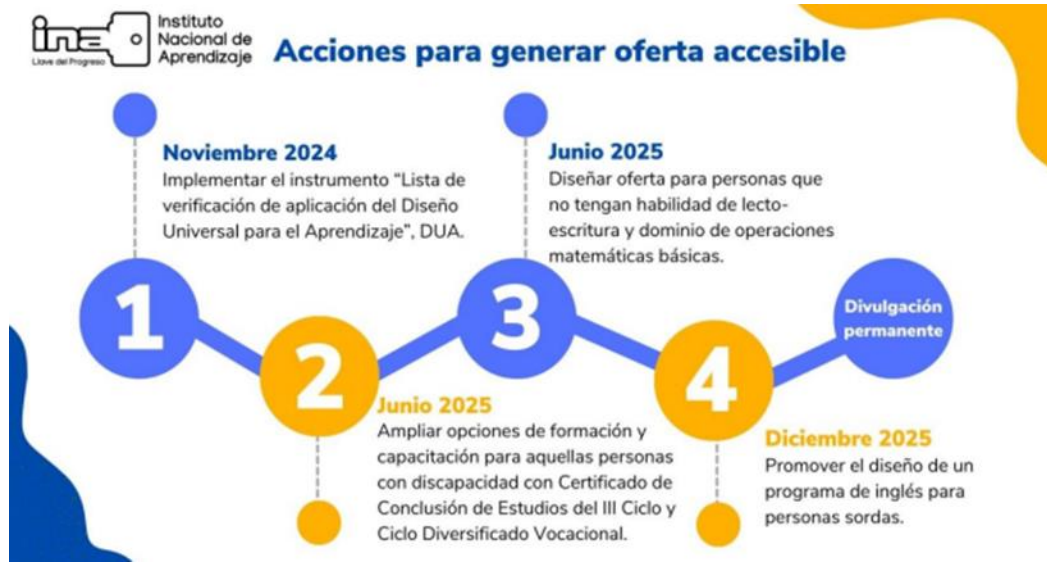 ina
Llave del Progreso
Instituto
Nacional de
Aprendizaje
Acciones para generar oferta accesible
Noviembre 2024
Implementar el instrumento “Lista de
verificación de aplicación del Diseño
Universal para el Aprendizaje”, DUA.
1
2
Junio 2025
Ampliar opciones de formación y
capacitación para aquellas personas
con discapacidad con Certificado de
Conclusión de Estudios del III Ciclo y
Ciclo Diversificado Vocacional.
Junio 2025
Diseñar oferta para personas que
no tengan habilidad de lecto-
escritura y dominio de operaciones
matemáticas básicas.
3
4
Diciembre 2025
Promover el diseño de un
programa de inglés para
personas sordas.
Divulgación
permanente